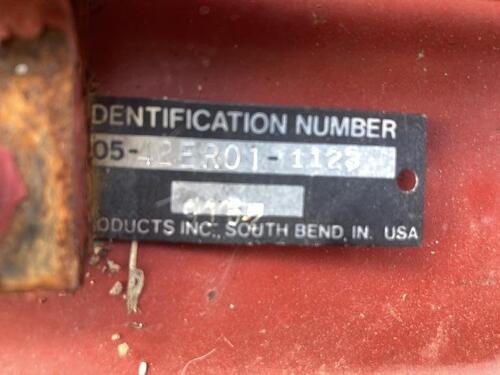 DENTIFICATION NUMBER
05-42ER01-1123
ODUCTS INC., SOUTH BEND, IN. USA